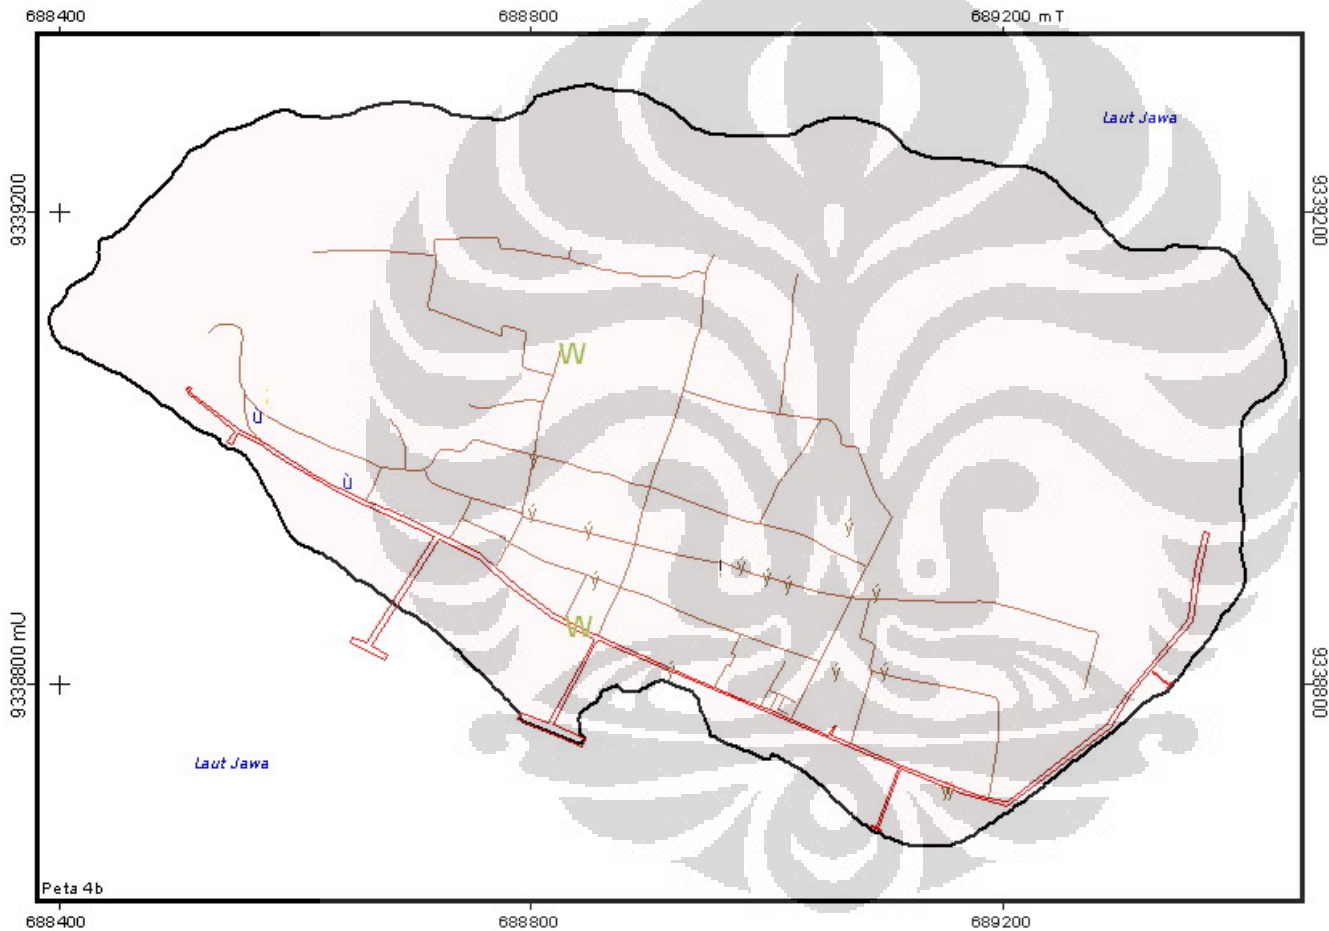 688400 688800 689200 mT
Laut Jawa
9339200 9339200
W
ù
ù
ÿ
ÿ ÿ ÿ
ÿ ÿ ÿ ÿ ÿ
W
9338800 mU 9338800
ÿ ÿ
Laut Jawa
Peta 4b
688400 688800 689200